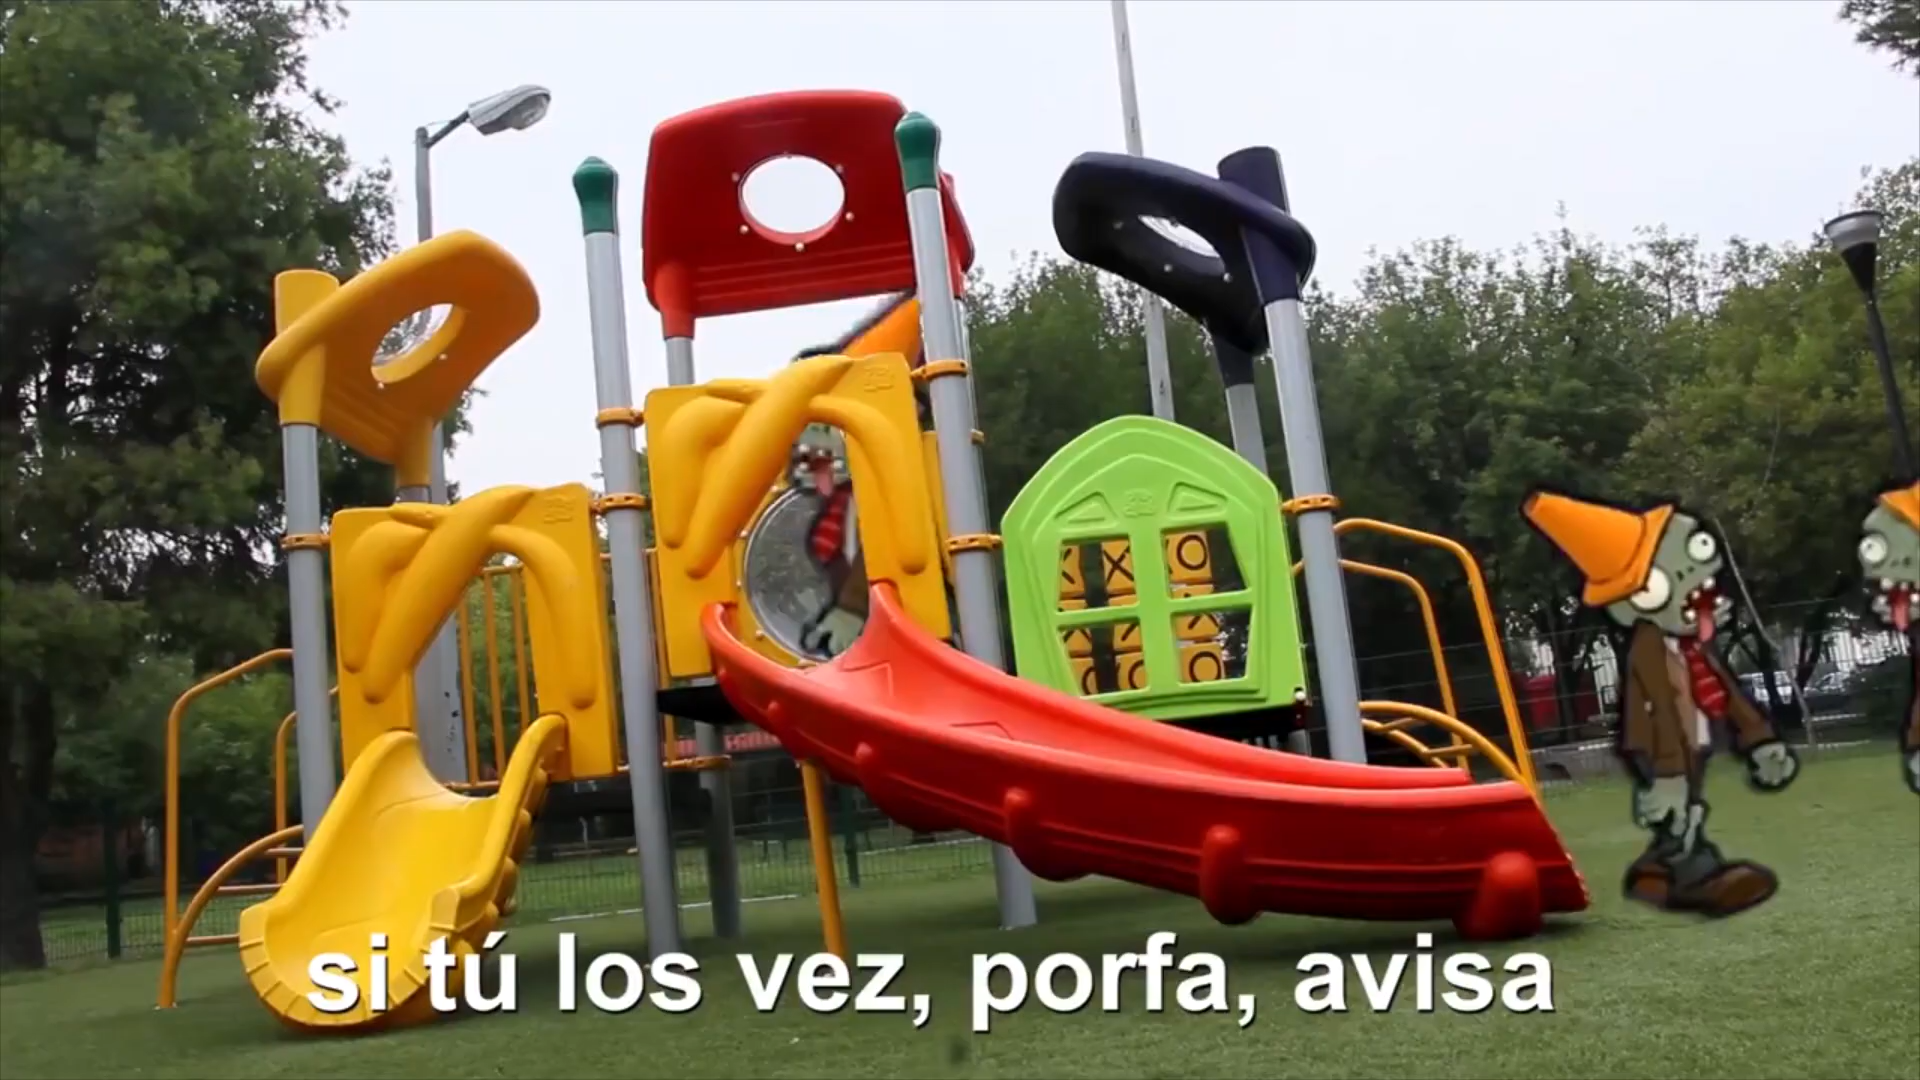 X X O
O O
si tú los vez, porfa, avisa